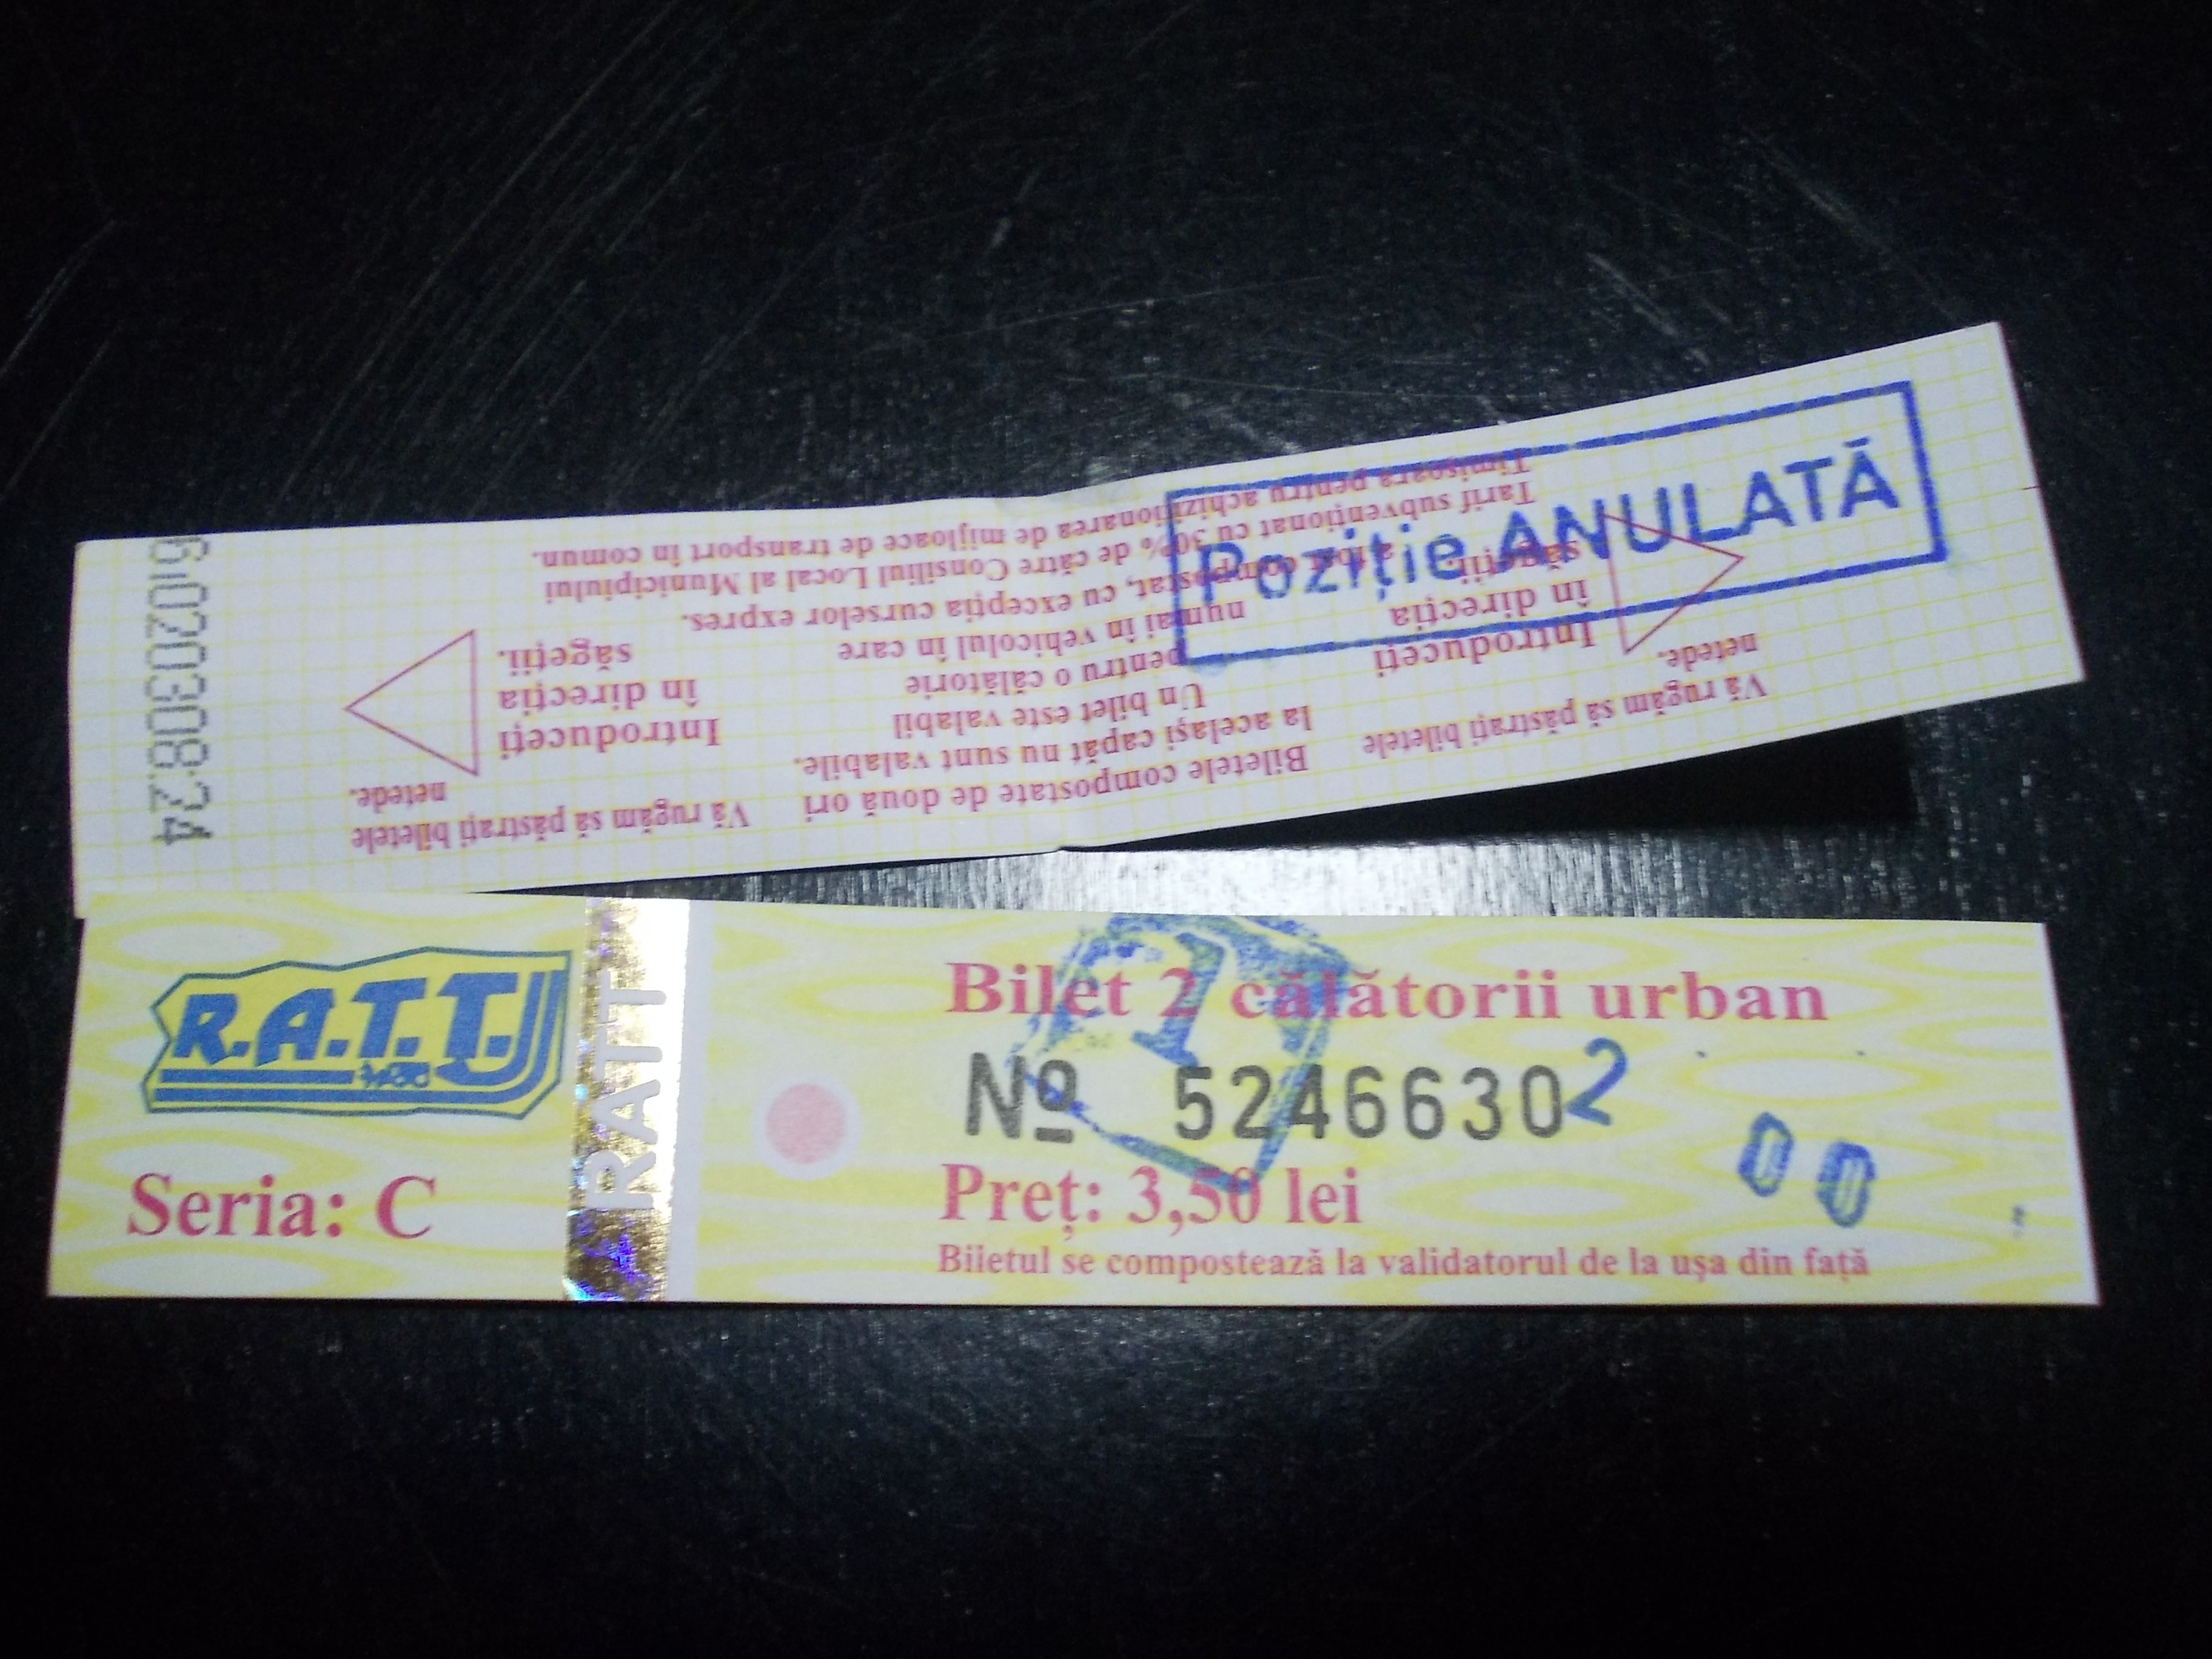 Timișoara pentru achiziționarea de mijloace de transport în comun.
Tarif subvenționat cu 30% de către Consiliul Local al Municipiului
a fost compostat, cu excepția curselor expres.
numai în vehicolul în care
pentru o călătorie
Un bilet este valabil
la același capăt nu sunt valabile.
Biletele compostate de două ori
Introduceți
în direcția
săgeții.
Vă rugăm să păstrați biletele
netede.
Introduceți
în direcția
săgeții.
Vă rugăm să păstrați biletele
netede.
Poziție ANULATĂ
R.A.T.T.
RATT
Seria: C
Bilet 2 călătorii urban
Nº 5246630
2
00
Preț: 3,50 lei
Biletul se compostează la validatorul de la ușa din față